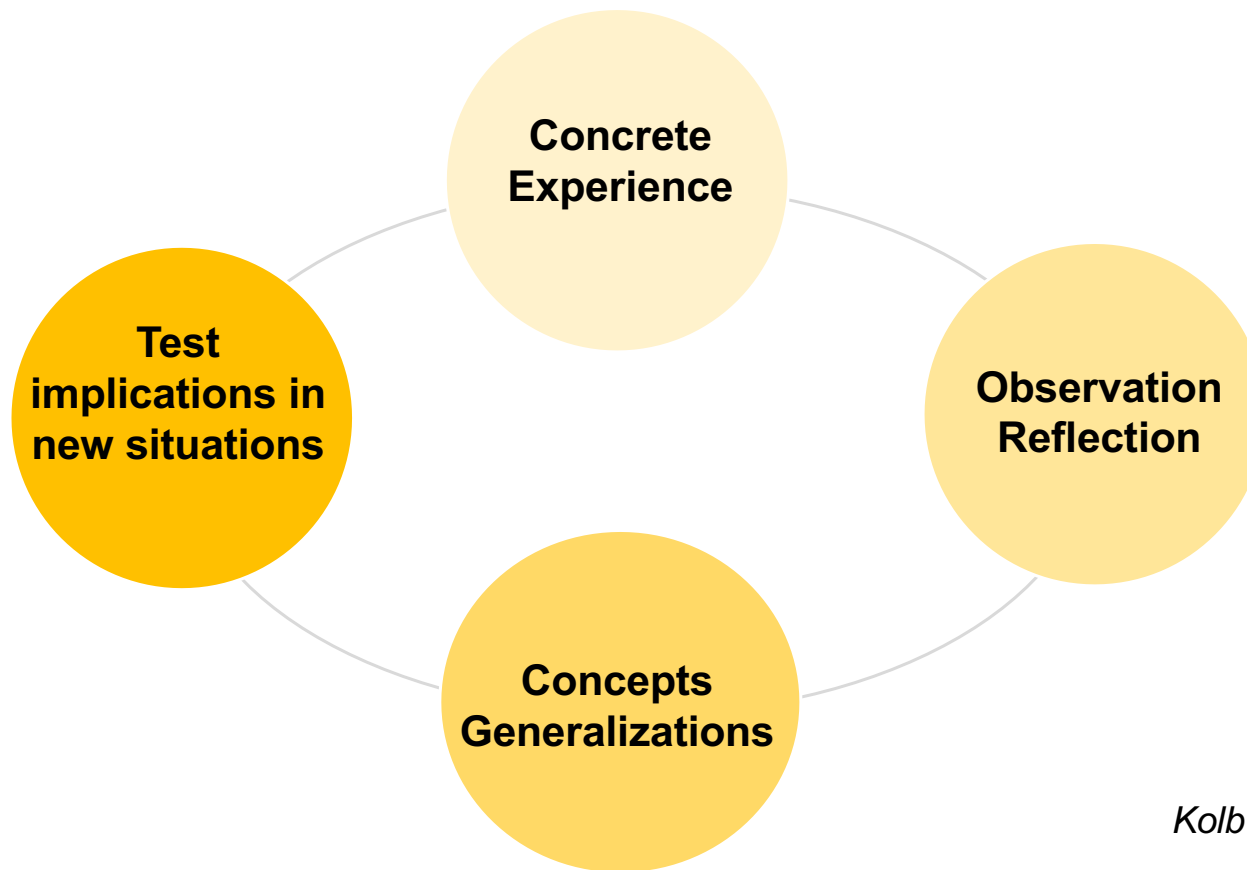 Concrete
Experience
Observation
Reflection
Concepts
Generalizations
Test
implications in
new situations
Kolb